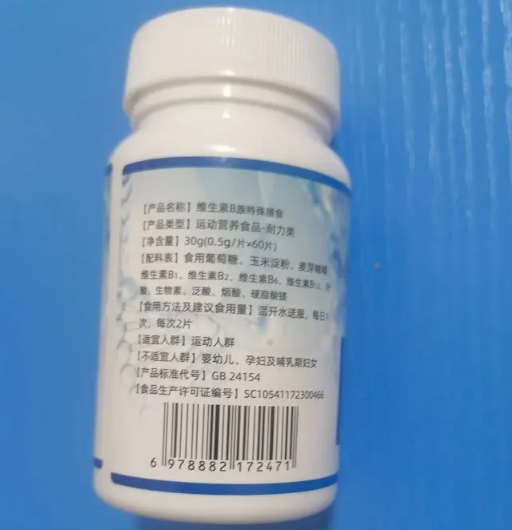 【产品名称】维生素B族特殊膳食
【产品类型】运动营养食品-耐力类
【净含量】30g(0.5g/片×60片)
【配料表】食用葡萄糖、玉米淀粉、麦芽糊精
维生素B₁、维生素B₂、维生素B₆、维生素B₁₂、叶
酸、生物素、泛酸、烟酸、硬脂酸镁
【食用方法及建议食用量】温开水送服,每日1
次,每次2片
【适宜人群】运动人群
【不适宜人群】婴幼儿、孕妇及哺乳期妇女
【产品标准代号】GB 24154
【食品生产许可证编号】SC10541172300466
6 978882 172471